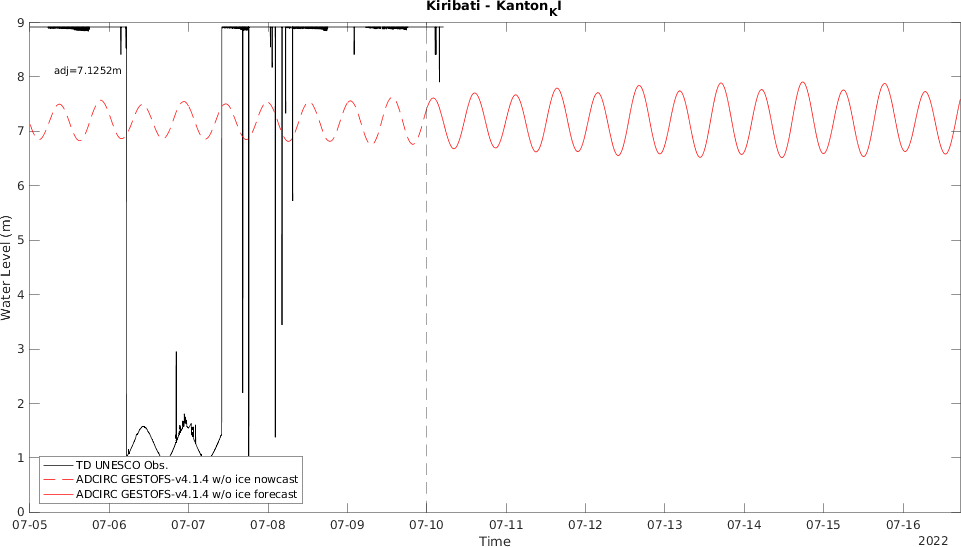 Kiribati - KantonKI
9
8
7
6
5
4
3
2
1
0
Water Level (m)
adj=7.1252m
TD UNESCO Obs.
ADCIRC GESTOFS-v4.1.4 w/o ice nowcast
ADCIRC GESTOFS-v4.1.4 w/o ice forecast
07-05 07-06 07-07 07-08 07-09 07-10 07-11 07-12 07-13 07-14 07-15 07-16
Time
2022